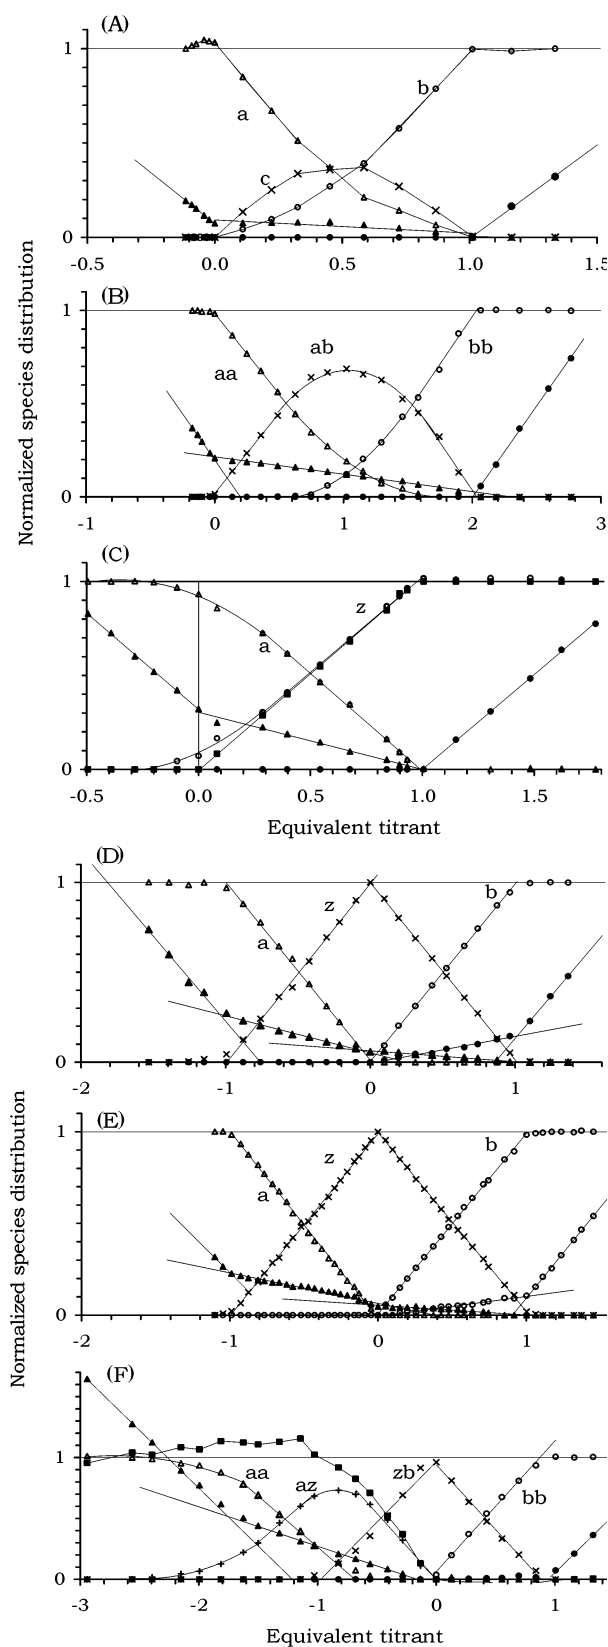 (A)
1
a
b
c
0
-0.5 0.0 0.5 1.0 1.5
(B)
1
aa
ab
bb
0
-1 0 1 2 3
Normalized species distribution
(C)
1
z
a
0
-0.5 0.0 0.5 1.0 1.5
Equivalent titrant
(D)
1
z
b
a
0
-2 -1 0 1
(E)
1
z
b
a
0
-2 -1 0 1
Normalized species distribution
(F)
1
aa
az
zb
bb
0
-3 -2 -1 0 1
Equivalent titrant